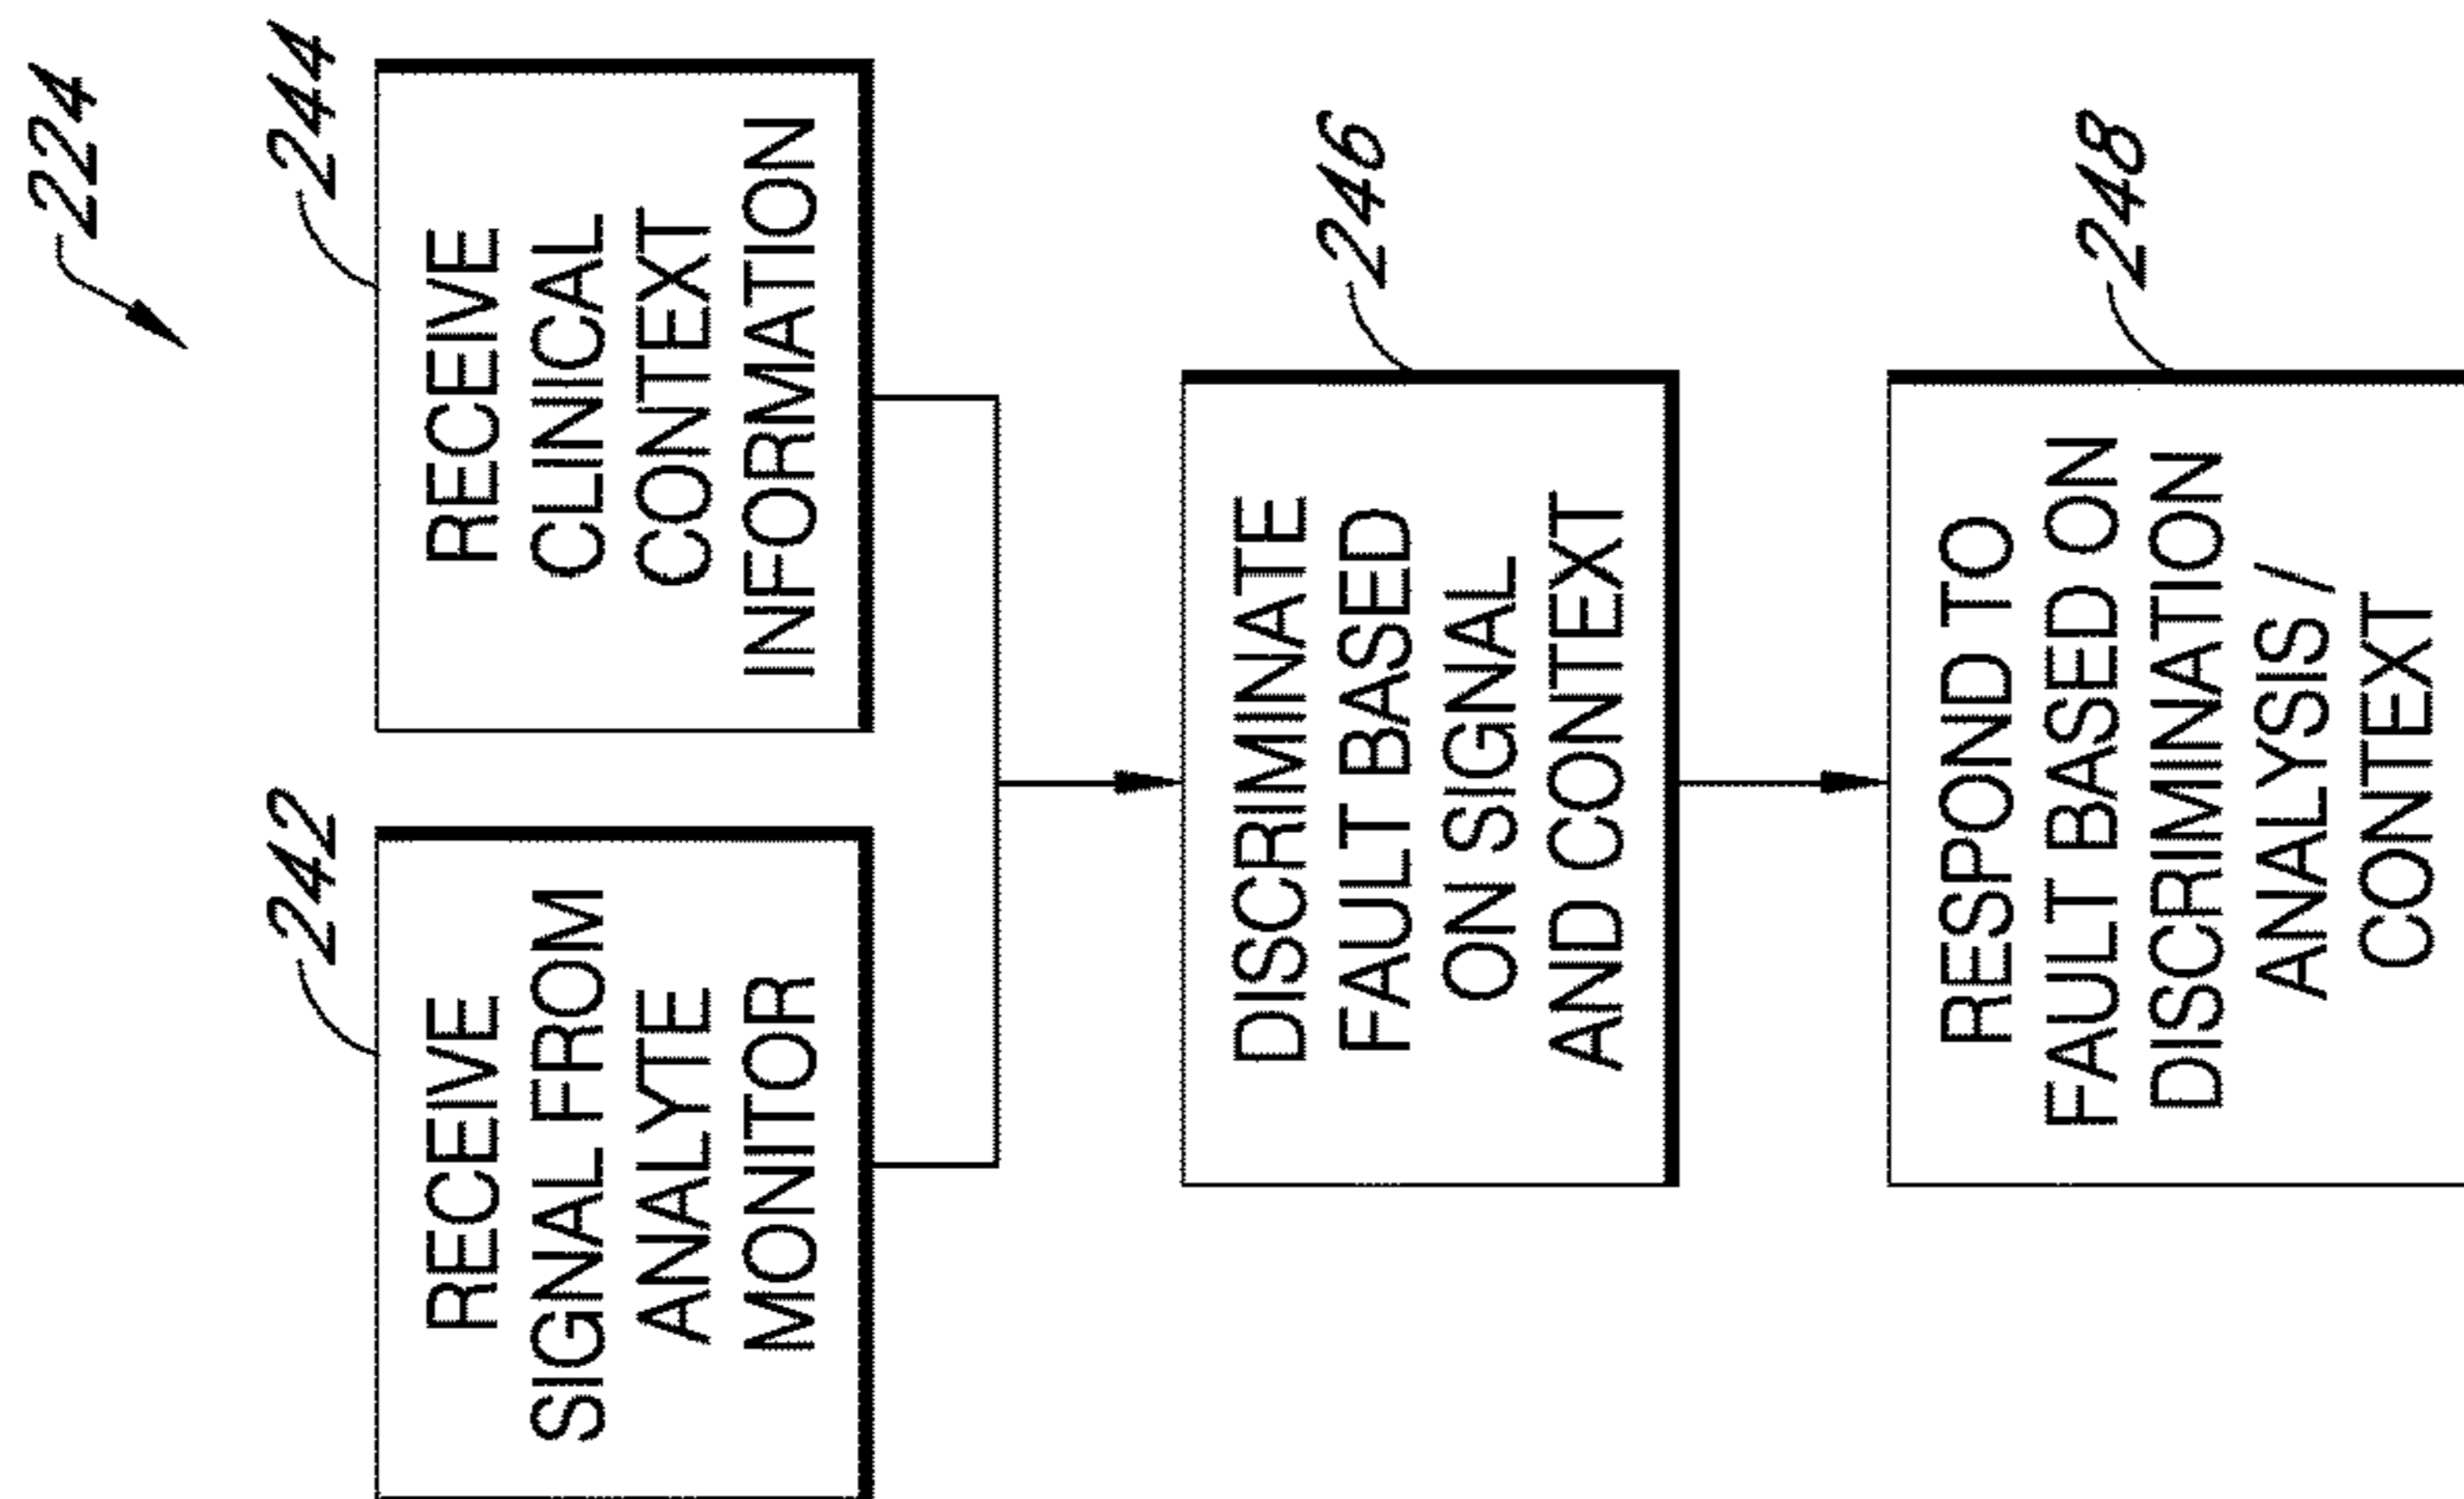 224
242
RECEIVE
SIGNAL FROM
ANALYTE
MONITOR
244
RECEIVE
CLINICAL
CONTEXT
INFORMATION
246
DISCRIMINATE
FAULT BASED
ON SIGNAL
AND CONTEXT
248
RESPOND TO
FAULT BASED ON
DISCRIMINATION
ANALYSIS /
CONTEXT